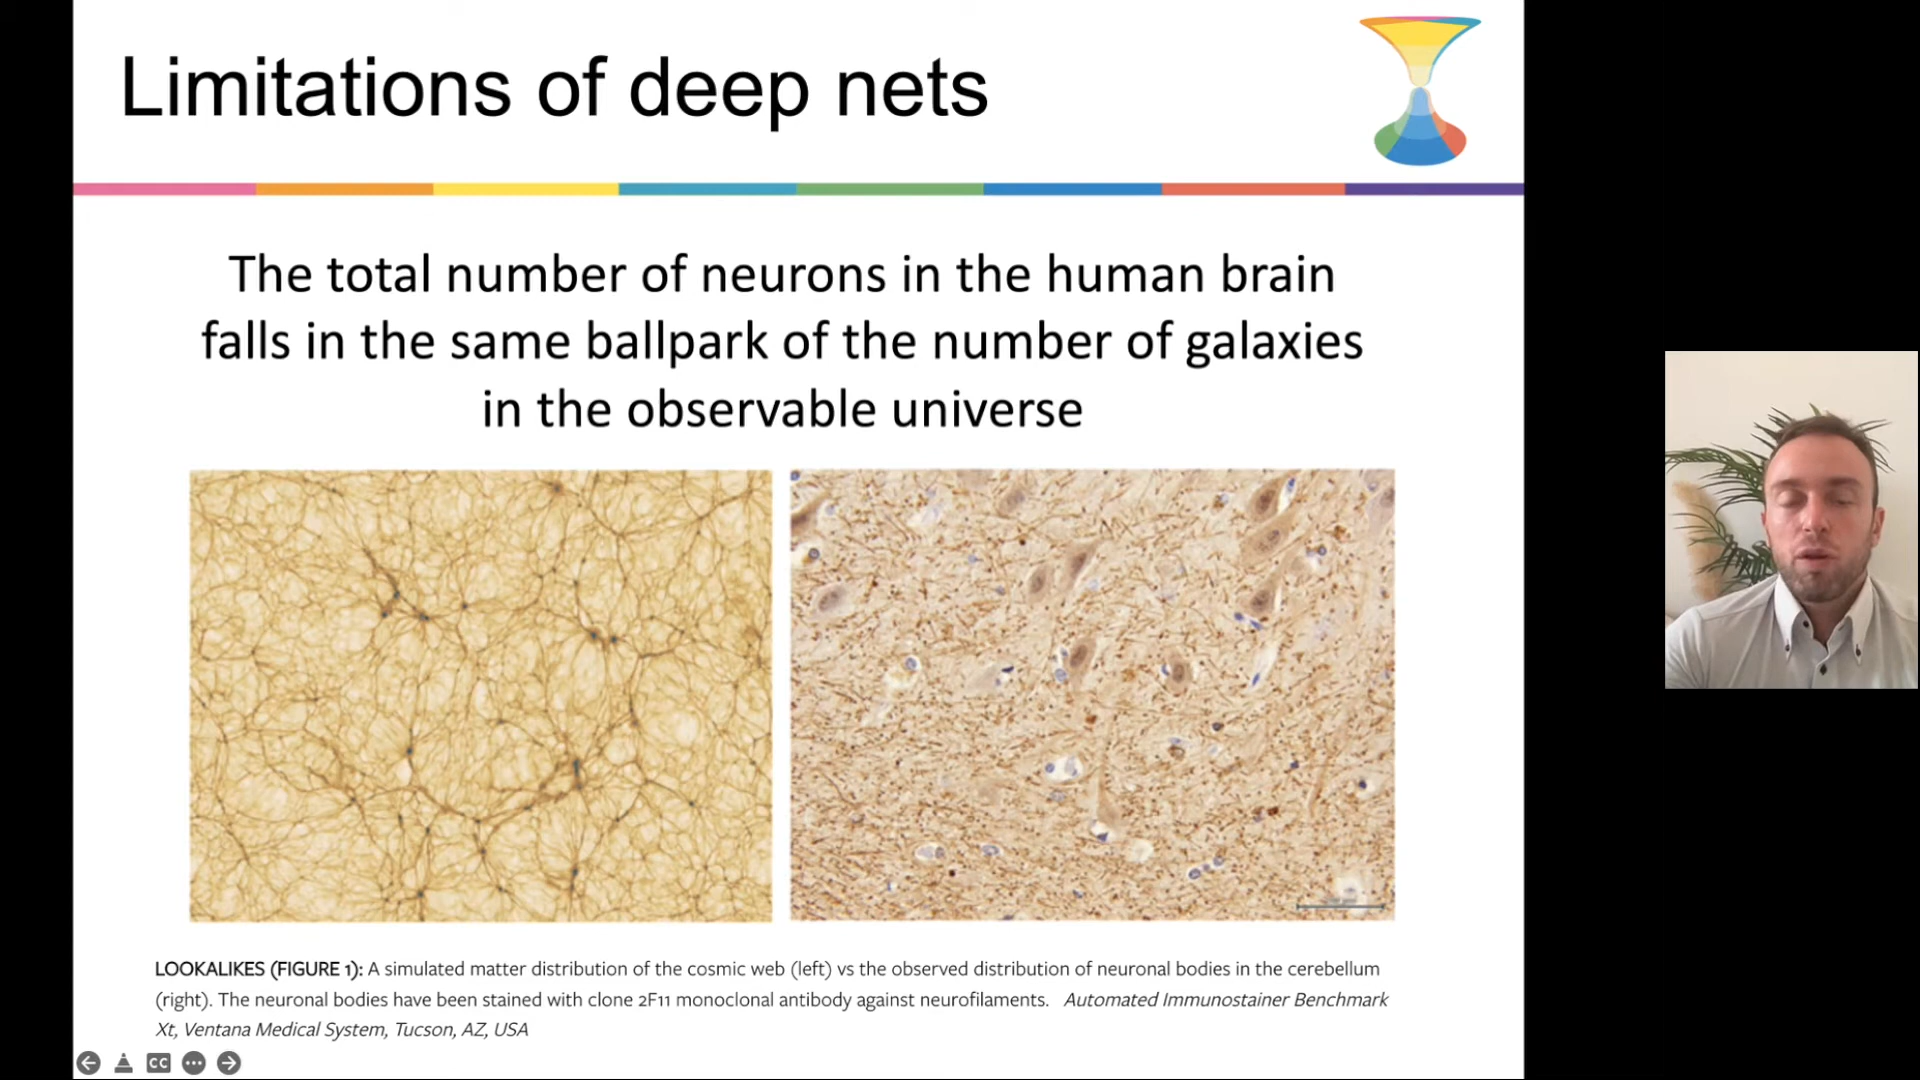 Limitations of deep nets
The total number of neurons in the human brain
falls in the same ballpark of the number of galaxies
in the observable universe
LOOKALIKES (FIGURE 1): A simulated matter distribution of the cosmic web (left) vs the observed distribution of neuronal bodies in the cerebellum
(right). The neuronal bodies have been stained with clone 2F11 monoclonal antibody against neurofilaments. Automated Immunostainer Benchmark
Xt, Ventana Medical System, Tucson, AZ, USA
CC